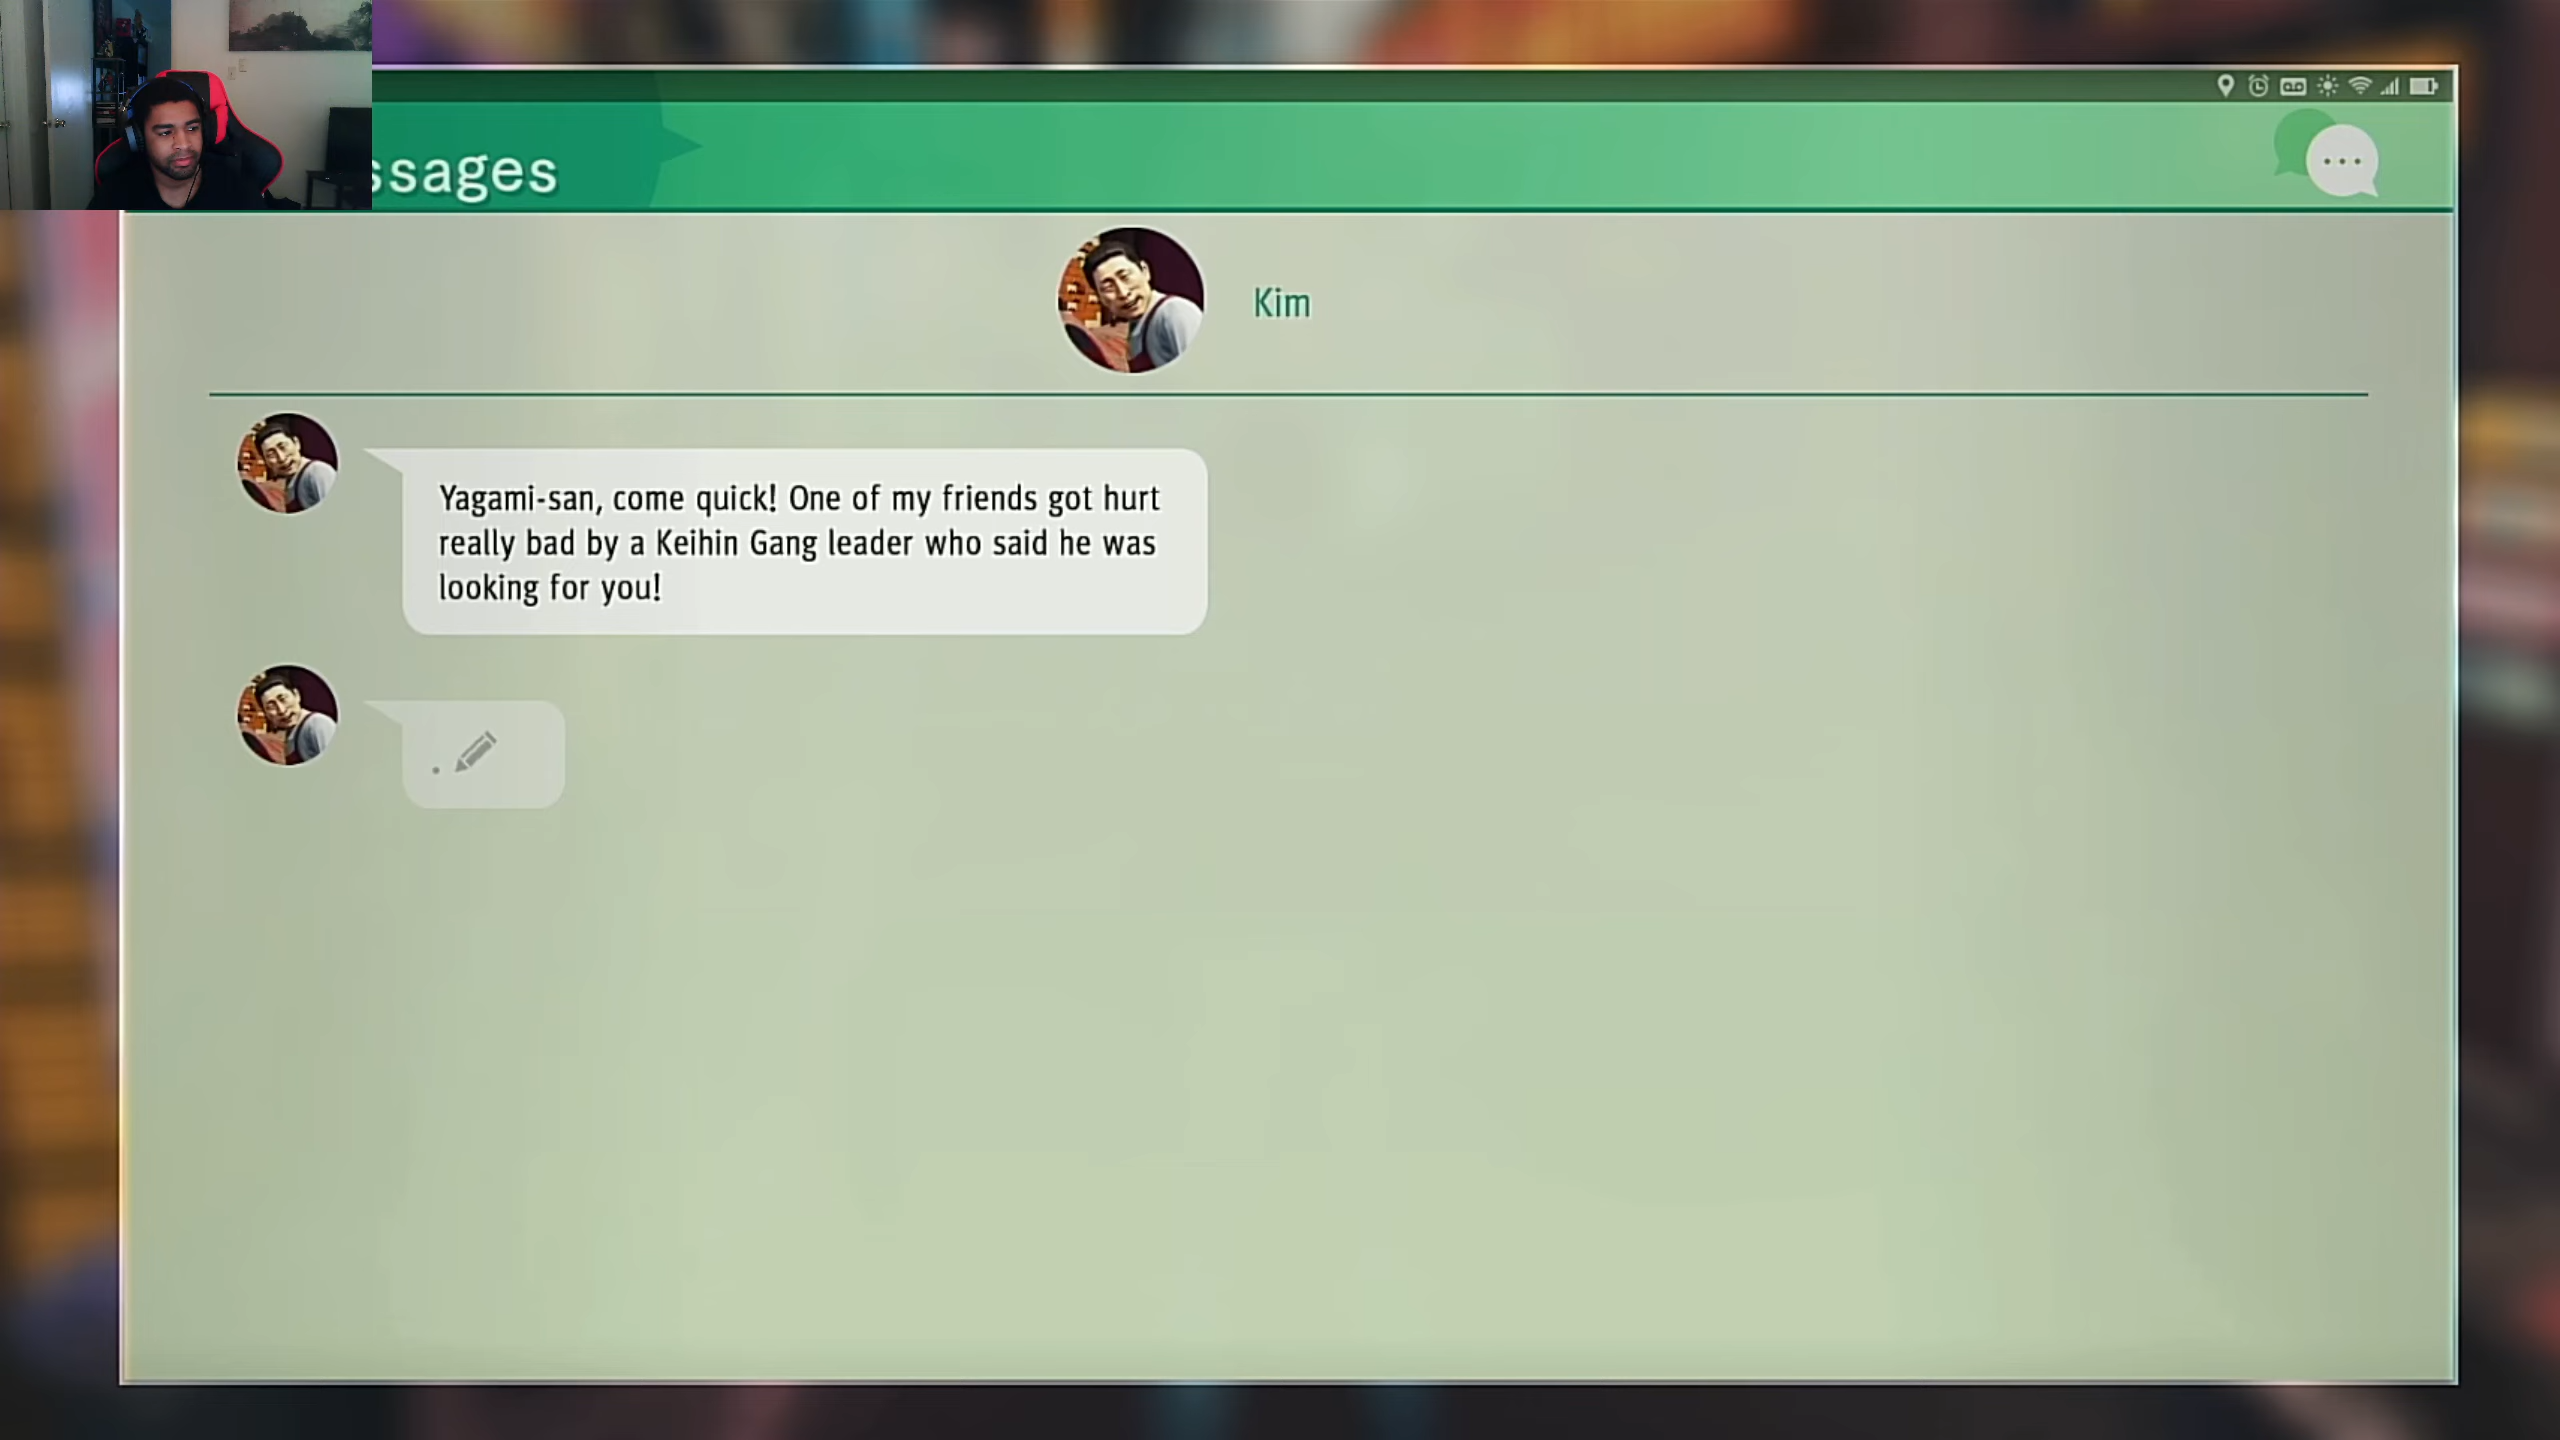 ssages
Kim
Yagami-san, come quick! One of my friends got hurt
really bad by a Keihin Gang leader who said he was
looking for you!